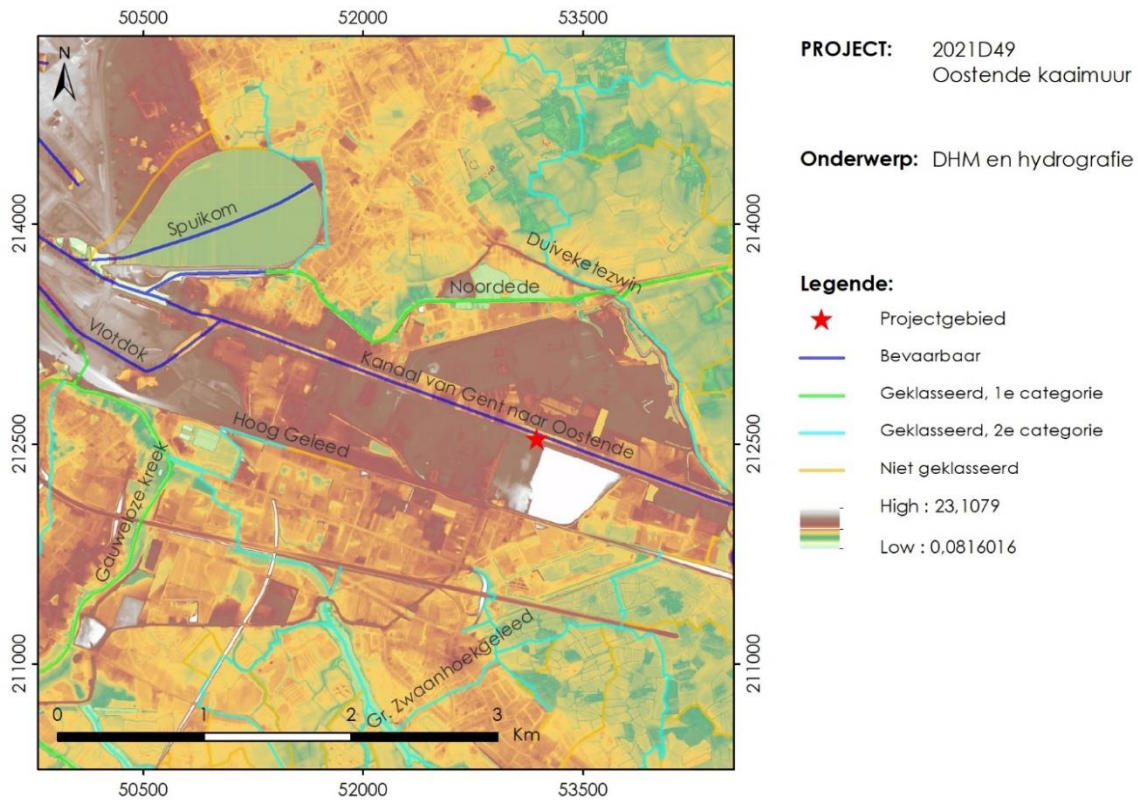 50500 52000 53500
N
214000
212500
211000
Spuikom
Duiveketezwin
Noordede
Vlotdok
Kanaal van Gent naar Oostende
Hoog Geleed
Gauweloze kreek
Gr. Zwaanhoekgeleed
0 1 2 3
Km
214000
212500
211000
50500 52000 53500
PROJECT: 2021D49
Oostende kaaimuur
Onderwerp: DHM en hydrografie
Legende:
Projectgebied
Bevaarbaar
Geklasseerd, 1e categorie
Geklasseerd, 2e categorie
Niet geklasseerd
High : 23,1079
Low : 0,0816016